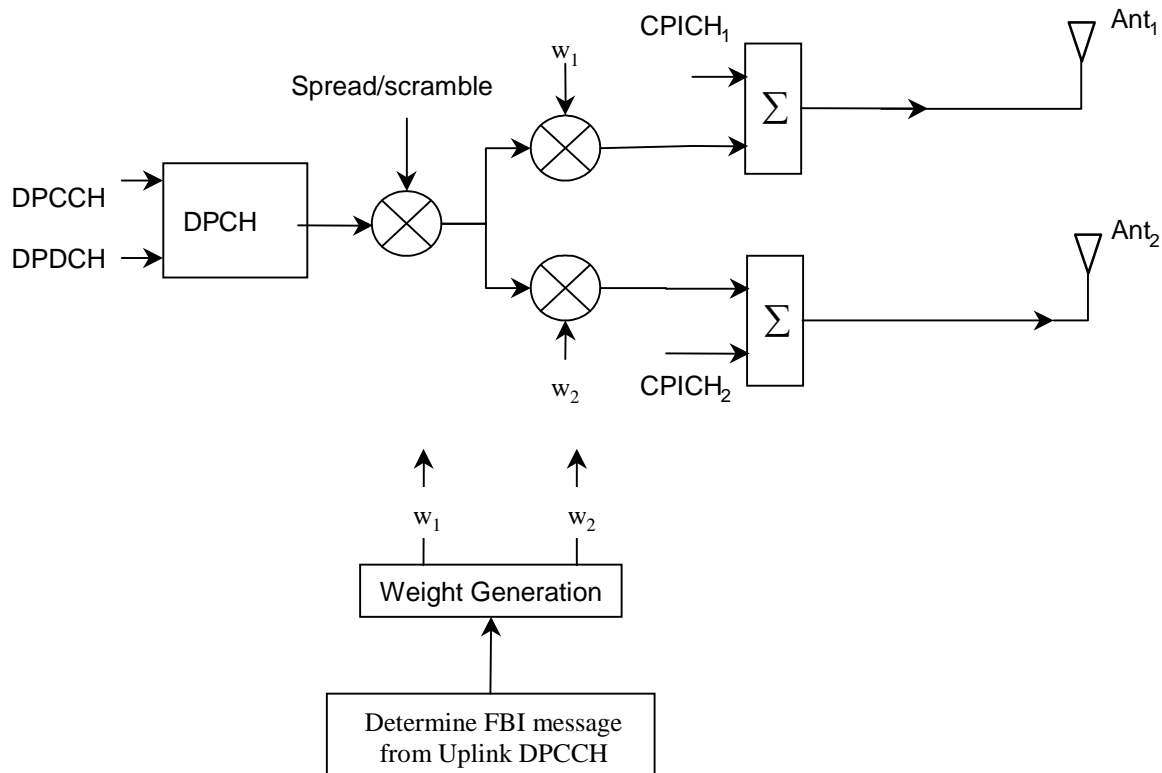 Ant₁
CPICH₁
w₁
Spread/scramble
Σ
DPCCH
DPCH
DPDCH
Ant₂
Σ
CPICH₂
w₂
w₁ w₂
Weight Generation
Determine FBI message
from Uplink DPCCH